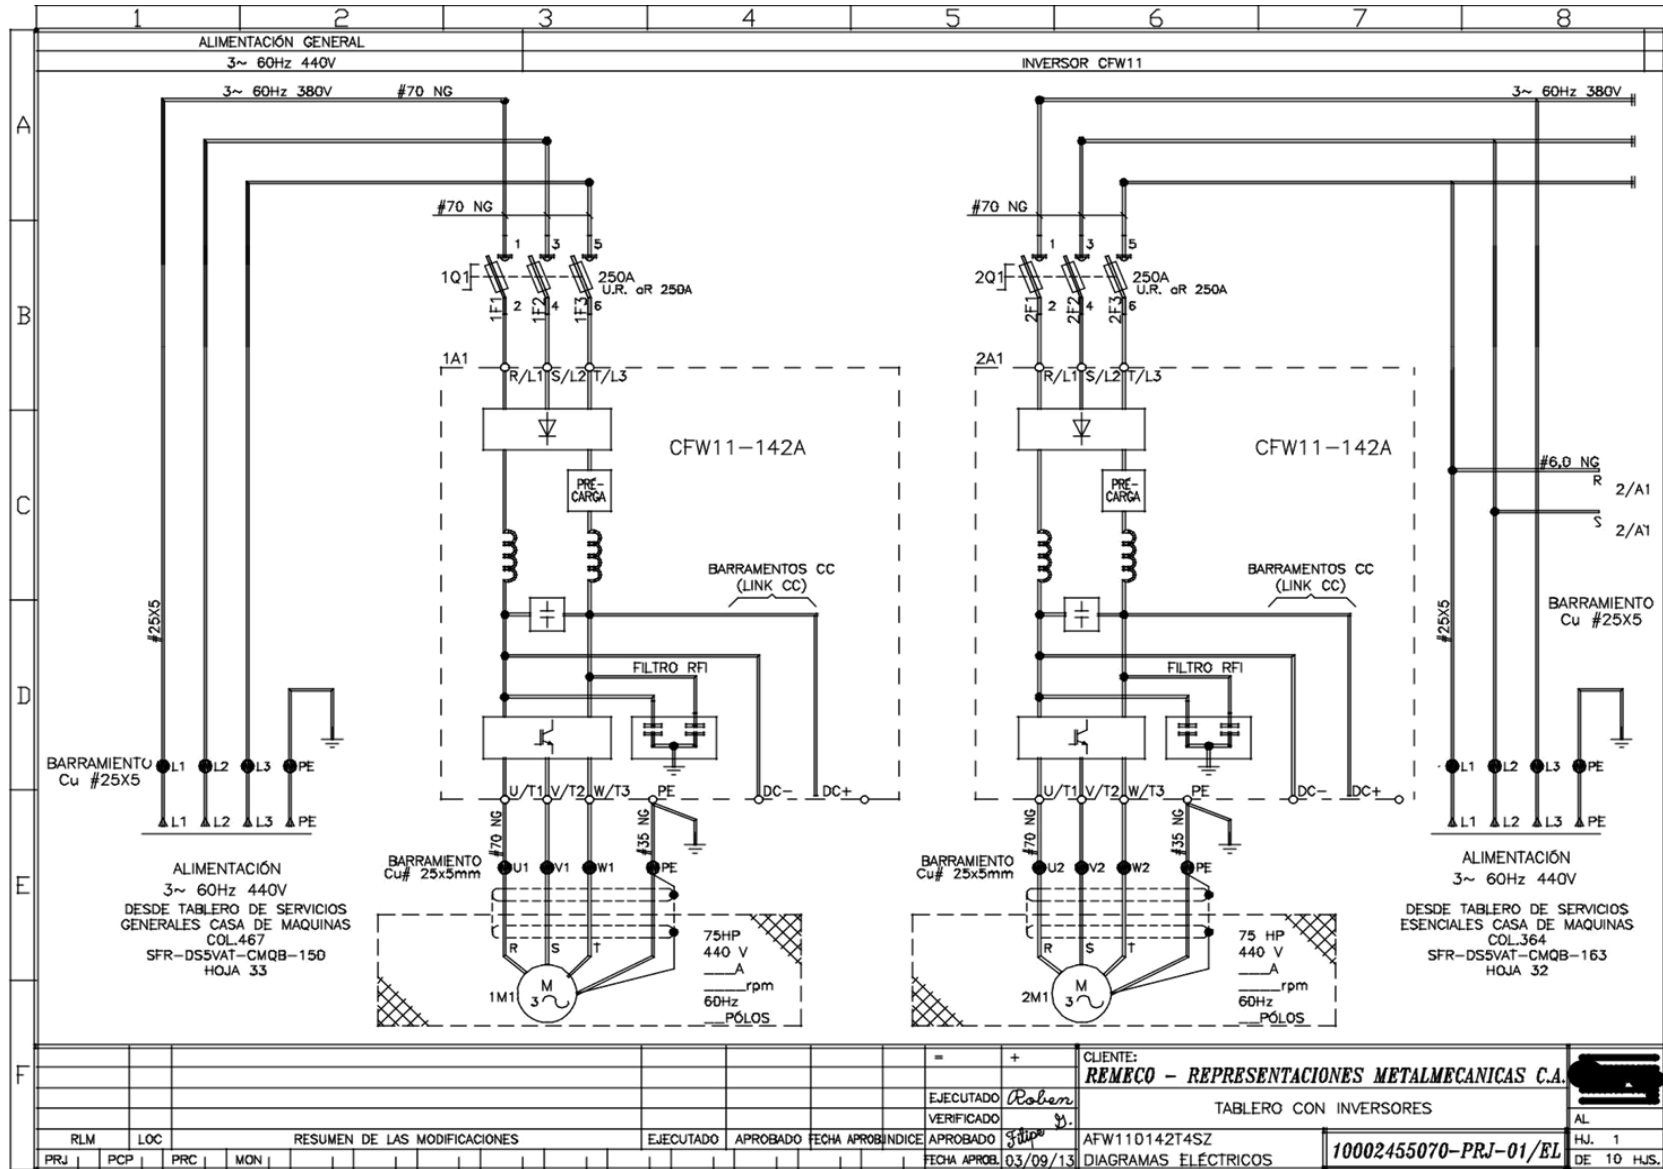 1 2 3 4 5 6 7 8
ALIMENTACIÓN GENERAL
3~ 60Hz 440V
INVERSOR CFW11
A
B
C
D
E
F
3~ 60Hz 380V #70 NG
#70 NG
1 3 5
1Q1
250A
U.R. aR 250A
1F1 1F2 1F3
2 4 6
1A1
R/L1 S/L2 T/L3
CFW11-142A
PRÉ-
CARGA
BARRAMENTOS CC
(LINK CC)
FILTRO RFI
#25X5
BARRAMIENTO
Cu #25X5
L1 L2 L3 PE
L1 L2 L3 PE
ALIMENTACIÓN
3~ 60Hz 440V
DESDE TABLERO DE SERVICIOS
GENERALES CASA DE MAQUINAS
COL.467
SFR-DS5VAT-CMQB-150
HOJA 33
U/T1 V/T2 W/T3 PE DC- DC+
#70 NG
#35 NG
BARRAMIENTO
Cu# 25x5mm
U1 V1 W1 PE
R S T
1M1
M
3
75HP
440 V
____A
_____rpm
60Hz
__PÓLOS
3~ 60Hz 380V
#70 NG
1 3 5
2Q1
250A
U.R. aR 250A
2F1 2F2 2F3
2 4 6
2A1
R/L1 S/L2 T/L3
CFW11-142A
PRÉ-
CARGA
BARRAMENTOS CC
(LINK CC)
FILTRO RFI
U/T1 V/T2 W/T3 PE DC- DC+
#70 NG
#35 NG
BARRAMIENTO
Cu# 25x5mm
U2 V2 W2 PE
R S T
2M1
M
3
75 HP
440 V
____A
_____rpm
60Hz
__PÓLOS
#6,0 NG
R 2/A1
S 2/A1
#25X5
BARRAMIENTO
Cu #25X5
L1 L2 L3 PE
L1 L2 L3 PE
ALIMENTACIÓN
3~ 60Hz 440V
DESDE TABLERO DE SERVICIOS
ESENCIALES CASA DE MAQUINAS
COL.364
SFR-DS5VAT-CMQB-163
HOJA 32
= +
CLIENTE:
REMECO - REPRESENTACIONES METALMECANICAS C.A.
EJECUTADO Roben
VERIFICADO G.
TABLERO CON INVERSORES
AL
RLM LOC RESUMEN DE LAS MODIFICACIONES EJECUTADO APROBADO FECHA APROB. INDICE APROBADO Filipe
AFW110142T4SZ
HJ. 1
PRJ PCP PRC MON FECHA APROB. 03/09/13
DIAGRAMAS ELÉCTRICOS
10002455070-PRJ-01/EL
DE 10 HJS.